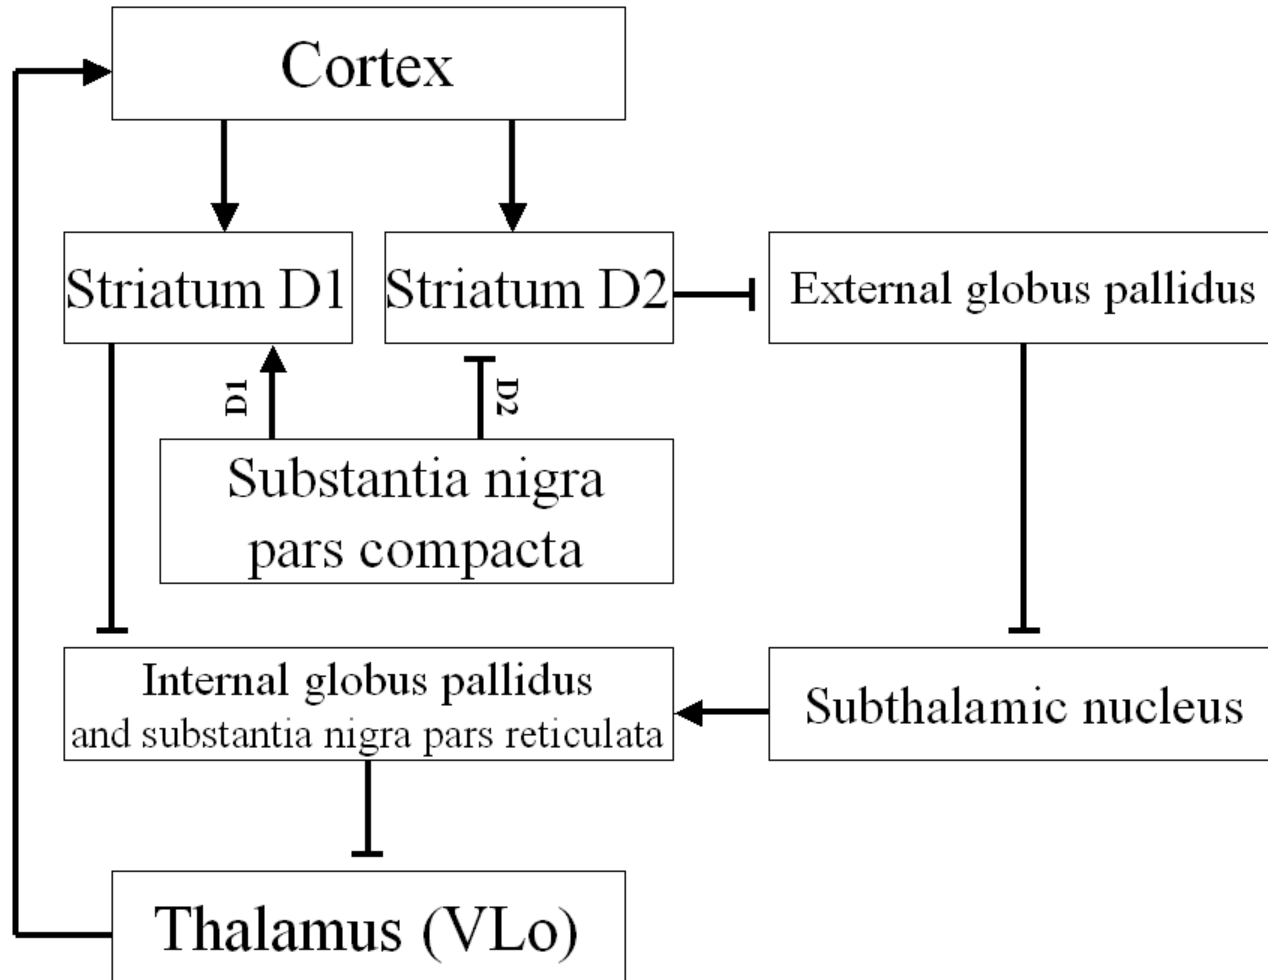 Cortex
Striatum D1
Striatum D2
External globus pallidus
D1
D2
Substantia nigra
pars compacta
Internal globus pallidus
and substantia nigra pars reticulata
Subthalamic nucleus
Thalamus (VLo)